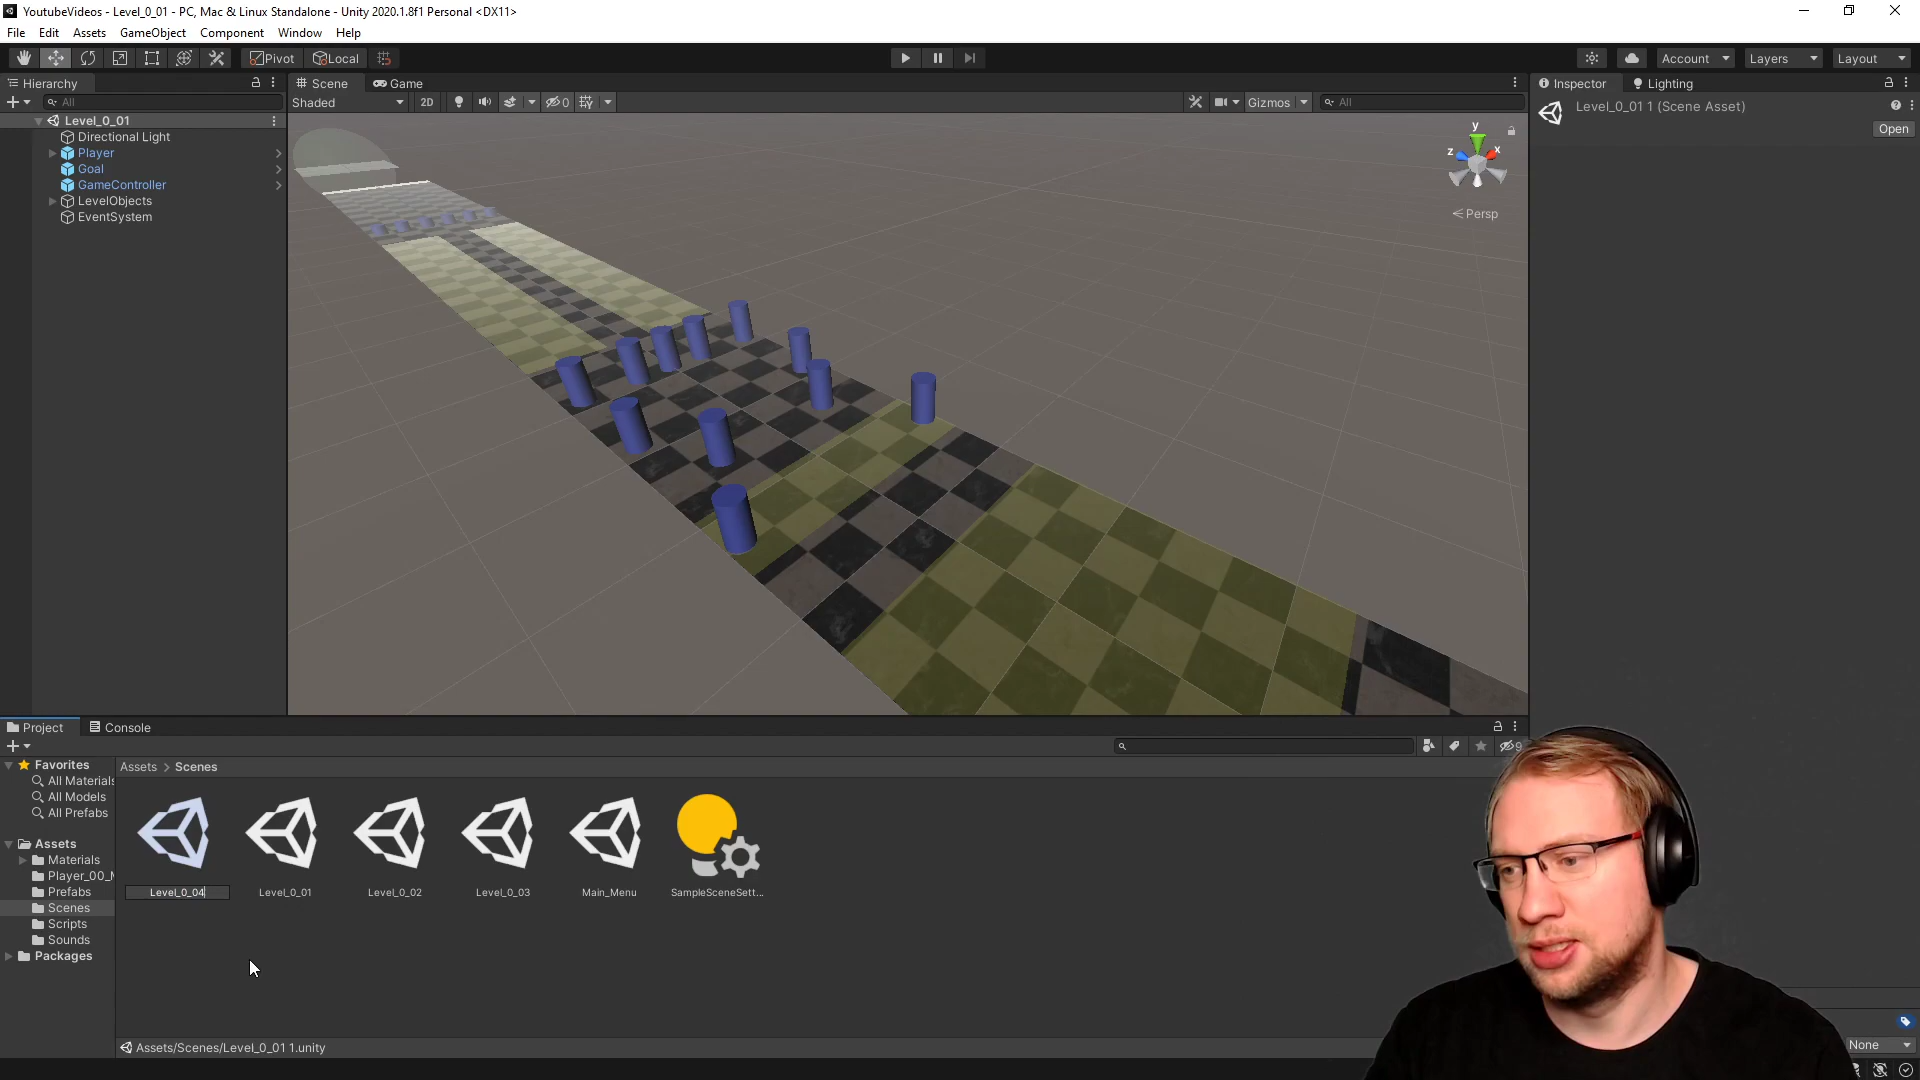 YoutubeVideos - Level_0_01 - PC, Mac & Linux Standalone - Unity 2020.1.8f1 Personal <DX11>
File Edit Assets GameObject Component Window Help
Pivot Local Account Layers Layout
Hierarchy
All
Level_0_01
Directional Light
Player
Goal
GameController
LevelObjects
EventSystem
Scene Game
Shaded 2D 0 Gizmos All
y
z x
Persp
Inspector Lighting
Level_0_01 1 (Scene Asset)
Open
Project Console
9
Favorites
All Materials
All Models
All Prefabs
Assets
Materials
Player_00_M
Prefabs
Scenes
Scripts
Sounds
Packages
Assets > Scenes
Level_0_04 Level_0_01 Level_0_02 Level_0_03 Main_Menu SampleSceneSett...
Assets/Scenes/Level_0_01 1.unity
None